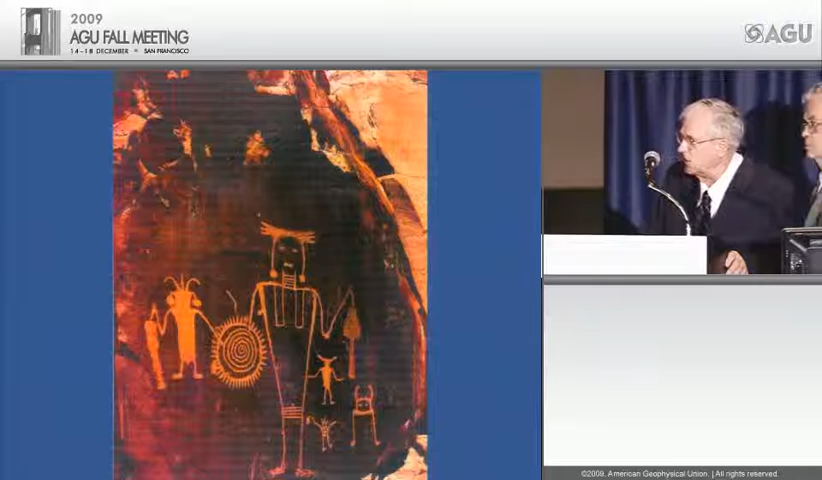 2009
AGU FALL MEETING
14-18 DECEMBER • SAN FRANCISCO
AGU
©2009, American Geophysical Union. | All rights reserved.